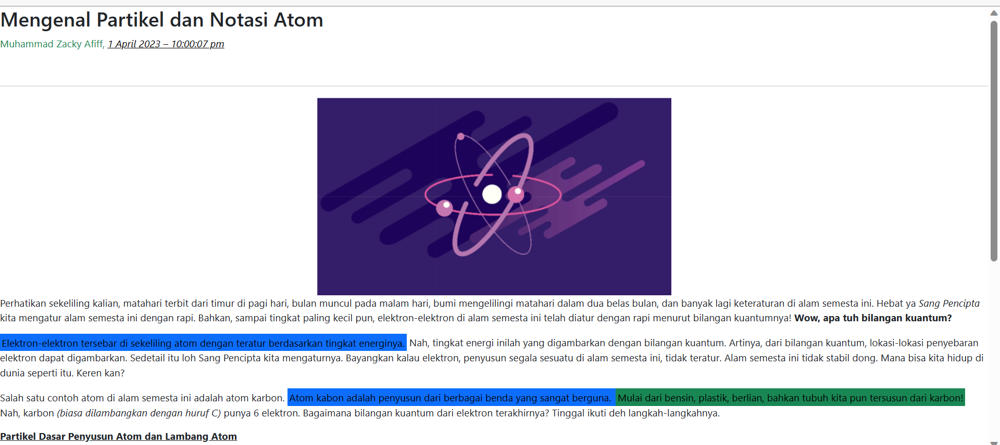 Mengenal Partikel dan Notasi Atom
Muhammad Zacky Afiff, 1 April 2023 – 10:00:07 pm
Perhatikan sekeliling kalian, matahari terbit dari timur di pagi hari, bulan muncul pada malam hari, bumi mengelilingi matahari dalam dua belas bulan, dan banyak lagi keteraturan di alam semesta ini. Hebat ya Sang Pencipta
kita mengatur alam semesta ini dengan rapi. Bahkan, sampai tingkat paling kecil pun, elektron-elektron di alam semesta ini telah diatur dengan rapi menurut bilangan kuantumnya! Wow, apa tuh bilangan kuantum?
Elektron-elektron tersebar di sekeliling atom dengan teratur berdasarkan tingkat energinya. Nah, tingkat energi inilah yang digambarkan dengan bilangan kuantum. Artinya, dari bilangan kuantum, lokasi-lokasi penyebaran
elektron dapat digambarkan. Sedetail itu loh Sang Pencipta kita mengaturnya. Bayangkan kalau elektron, penyusun segala sesuatu di alam semesta ini, tidak teratur. Alam semesta ini tidak stabil dong. Mana bisa kita hidup di
dunia seperti itu. Keren kan?
Salah satu contoh atom di alam semesta ini adalah atom karbon. Atom kabon adalah penyusun dari berbagai benda yang sangat berguna. Mulai dari bensin, plastik, berlian, bahkan tubuh kita pun tersusun dari karbon!
Nah, karbon (biasa dilambangkan dengan huruf C) punya 6 elektron. Bagaimana bilangan kuantum dari elektron terakhirnya? Tinggal ikuti deh langkah-langkahnya.
Partikel Dasar Penyusun Atom dan Lambang Atom